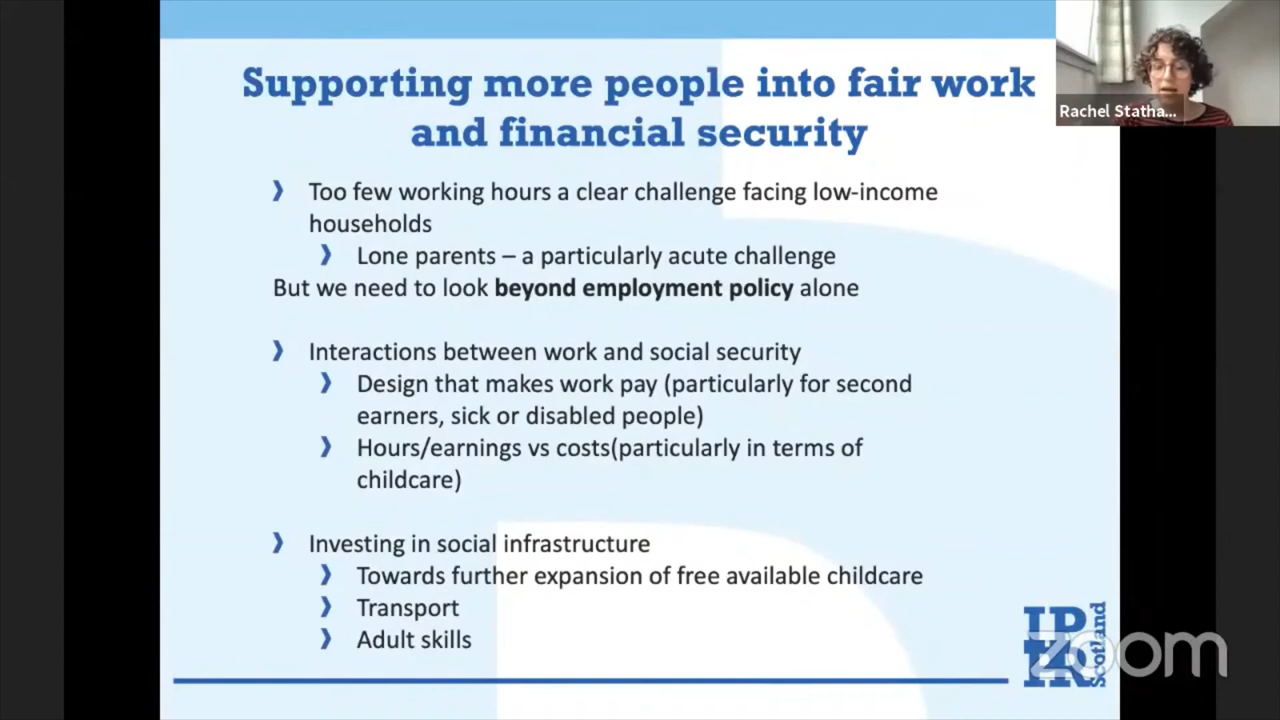 Supporting more people into fair work
and financial security
Rachel Statha...
❱ Too few working hours a clear challenge facing low-income
households
❱ Lone parents – a particularly acute challenge
But we need to look beyond employment policy alone
❱ Interactions between work and social security
❱ Design that makes work pay (particularly for second
earners, sick or disabled people)
❱ Hours/earnings vs costs(particularly in terms of
childcare)
❱ Investing in social infrastructure
❱ Towards further expansion of free available childcare
❱ Transport
❱ Adult skills
IPPR
Scotland
zoom